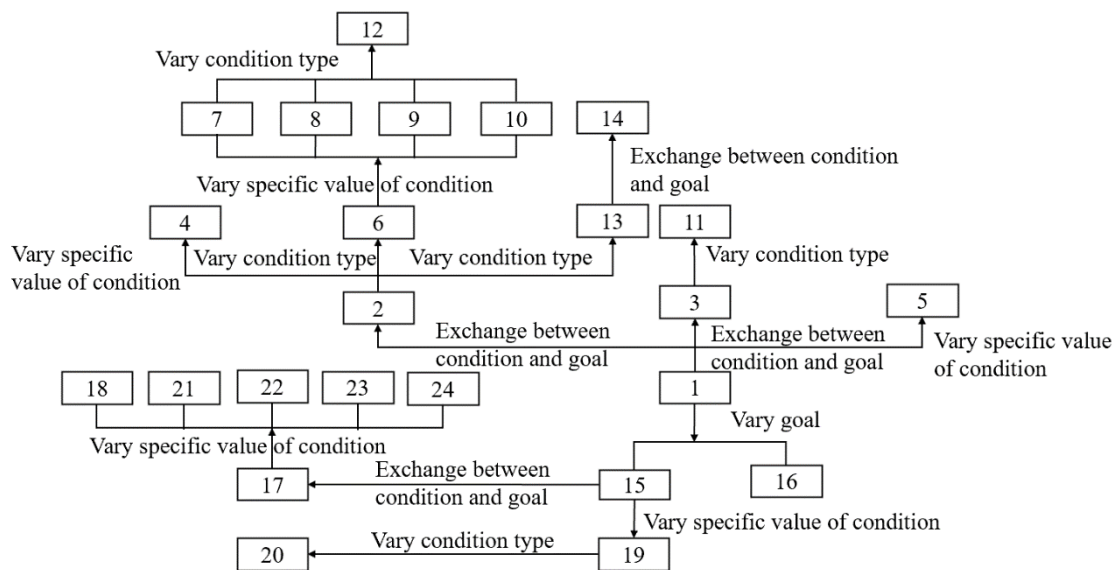 12
Vary condition type
7 8 9 10 14
Exchange between condition
and goal
Vary specific value of condition
4 6 13 11
Vary specific
value of condition
Vary condition type Vary condition type Vary condition type
2 3 5
Exchange between
condition and goal
Exchange between
condition and goal
Vary specific value
of condition
18 21 22 23 24 1
Vary goal
Vary specific value of condition
17
Exchange between
condition and goal
15 16
Vary specific value of condition
20 Vary condition type 19